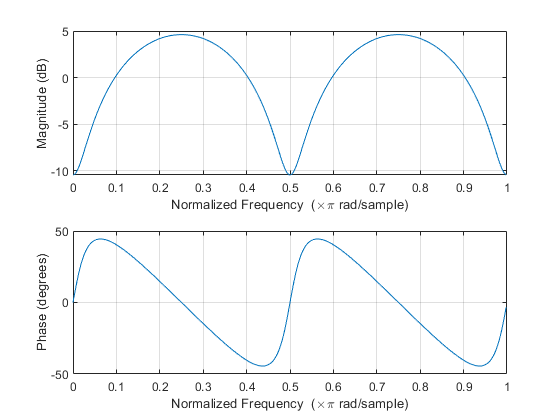 Magnitude (dB)
5
0
-5
-10
0 0.1 0.2 0.3 0.4 0.5 0.6 0.7 0.8 0.9 1
Normalized Frequency (×π rad/sample)
Phase (degrees)
50
0
-50
0 0.1 0.2 0.3 0.4 0.5 0.6 0.7 0.8 0.9 1
Normalized Frequency (×π rad/sample)